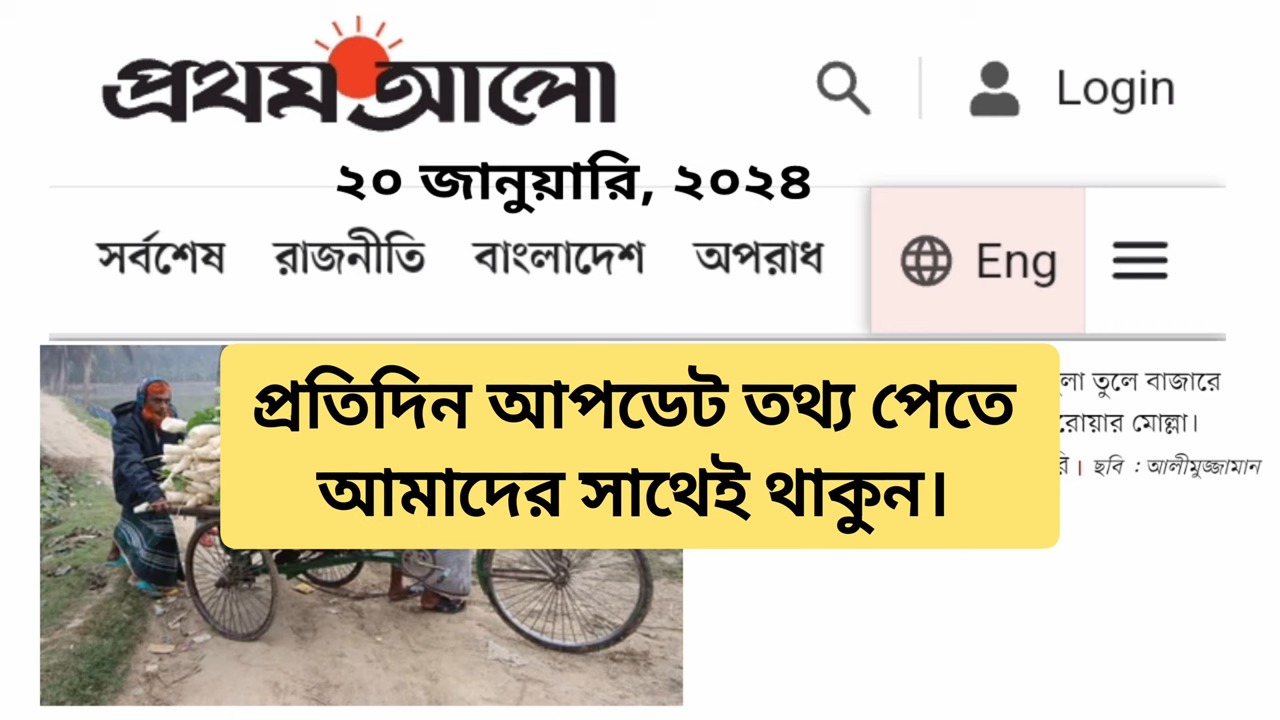 প্রথম আলো
Login
২০ জানুয়ারি, ২০২৪
সর্বশেষ রাজনীতি বাংলাদেশ অপরাধ Eng
প্রতিদিন আপডেট তথ্য পেতে
আমাদের সাথেই থাকুন।
তুলে বাজারে
মোল্লা।
। ছবি : আলীমুজ্জামান